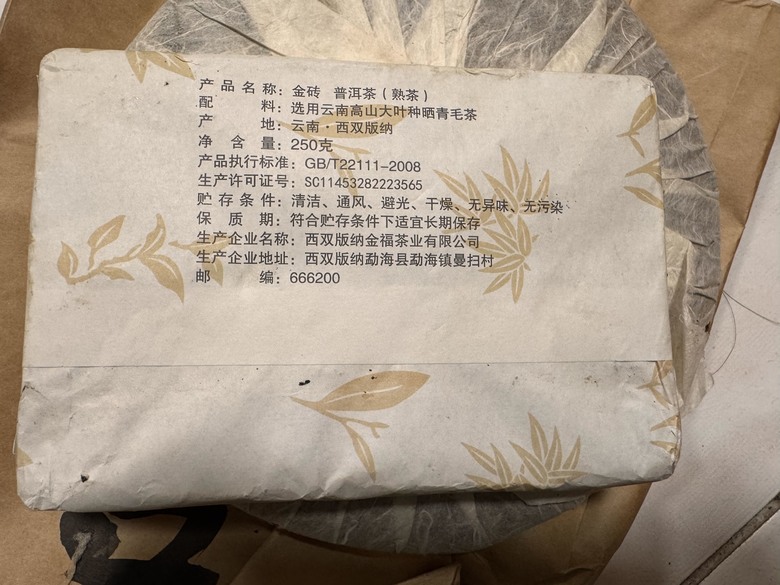 产品名称：金砖 普洱茶（熟茶）
配料：选用云南高山大叶种晒青毛茶
产地：云南·西双版纳
净含量：250克
产品执行标准：GB/T22111-2008
生产许可证号：SC11453282223565
贮存条件：清洁、通风、避光、干燥、无异味、无污染
保质期：符合贮存条件下适宜长期保存
生产企业名称：西双版纳金福茶业有限公司
生产企业地址：西双版纳勐海县勐海镇曼扫村
邮编：666200